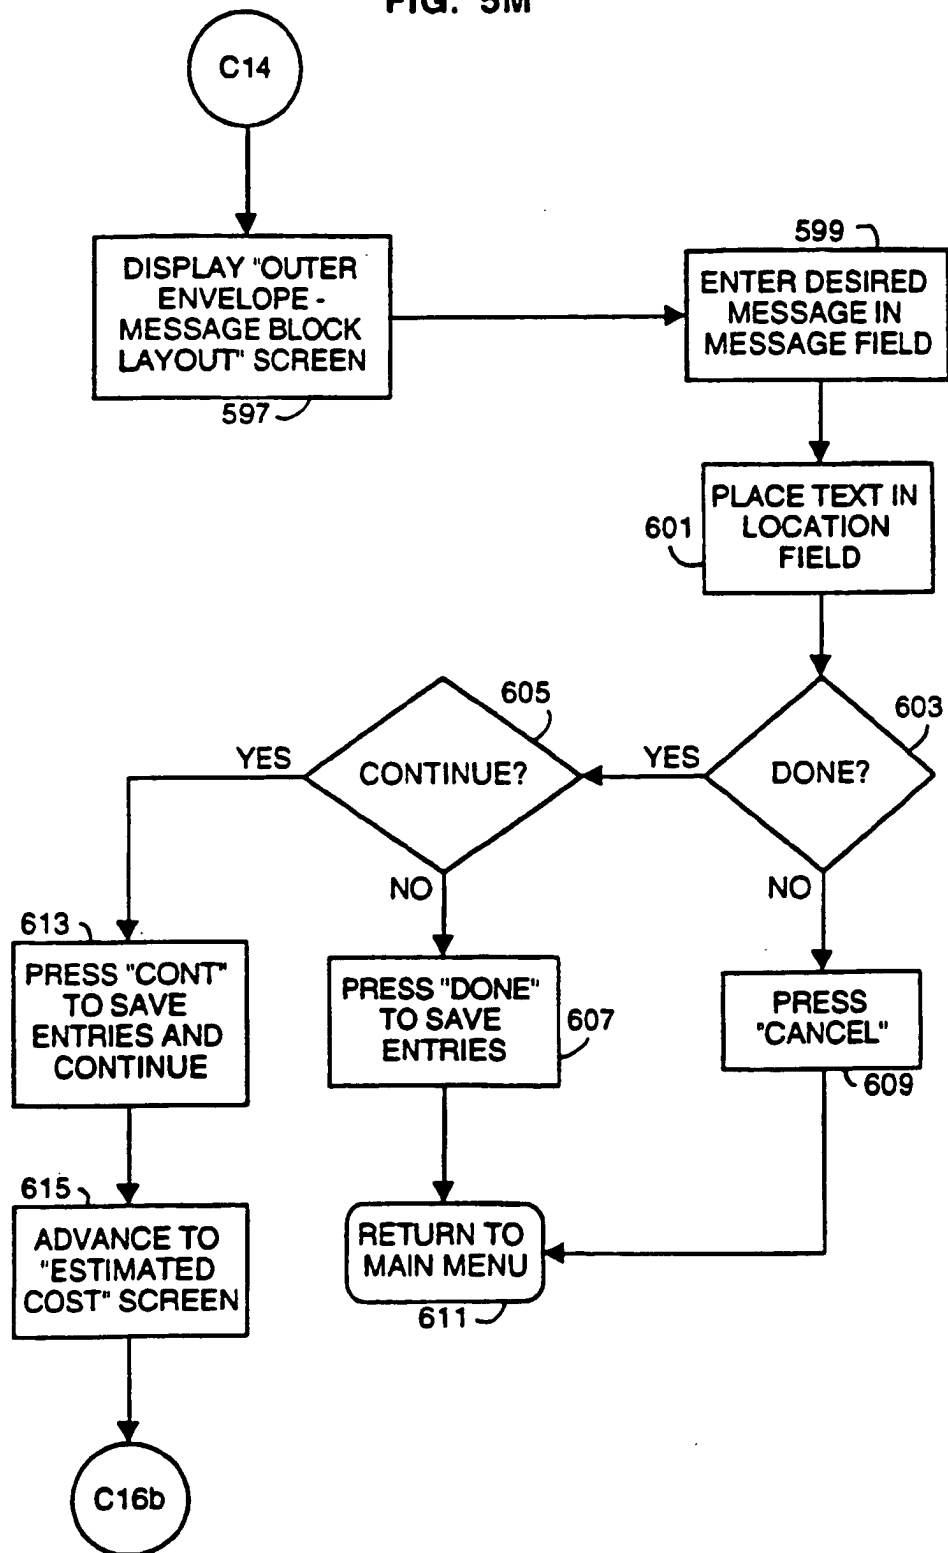 FIG. 5M
C14
DISPLAY "OUTER
ENVELOPE -
MESSAGE BLOCK
LAYOUT" SCREEN
597
599
ENTER DESIRED
MESSAGE IN
MESSAGE FIELD
601
PLACE TEXT IN
LOCATION
FIELD
603
DONE?
YES
NO
605
CONTINUE?
YES
NO
613
PRESS "CONT"
TO SAVE
ENTRIES AND
CONTINUE
PRESS "DONE"
TO SAVE
ENTRIES
607
PRESS
"CANCEL"
609
615
ADVANCE TO
"ESTIMATED
COST" SCREEN
RETURN TO
MAIN MENU
611
C16b